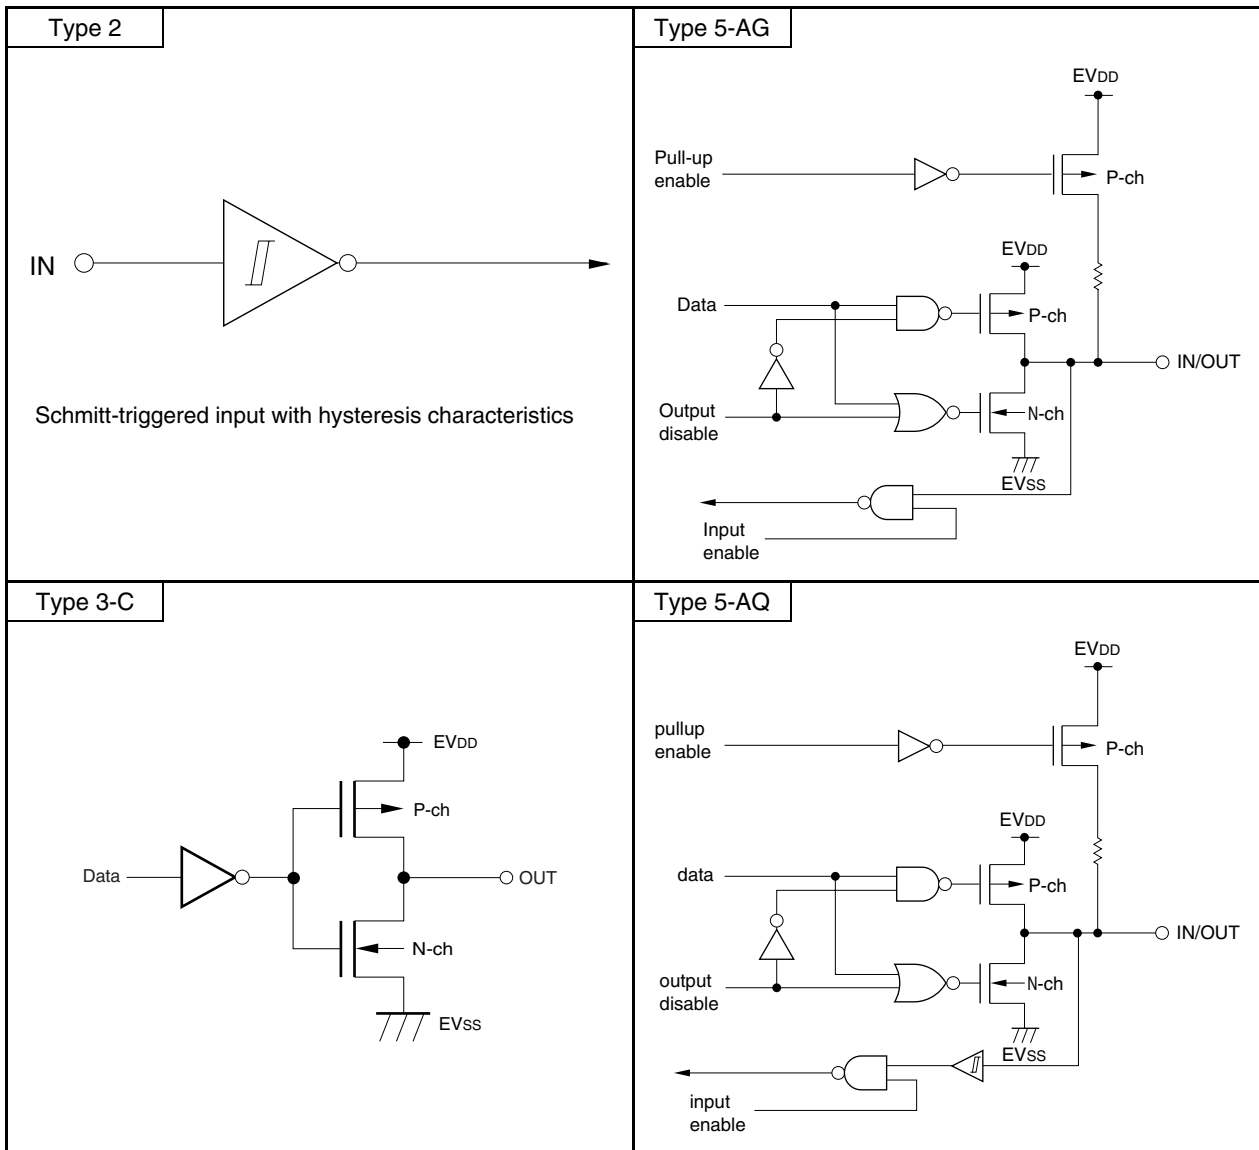 Type 2
IN
Schmitt-triggered input with hysteresis characteristics
Type 5-AG
EVDD
Pull-up
enable
P-ch
EVDD
Data
P-ch
IN/OUT
Output
disable
N-ch
EVSS
Input
enable
Type 3-C
EVDD
P-ch
Data
OUT
N-ch
EVSS
Type 5-AQ
EVDD
pullup
enable
P-ch
EVDD
data
P-ch
IN/OUT
output
disable
N-ch
EVSS
input
enable